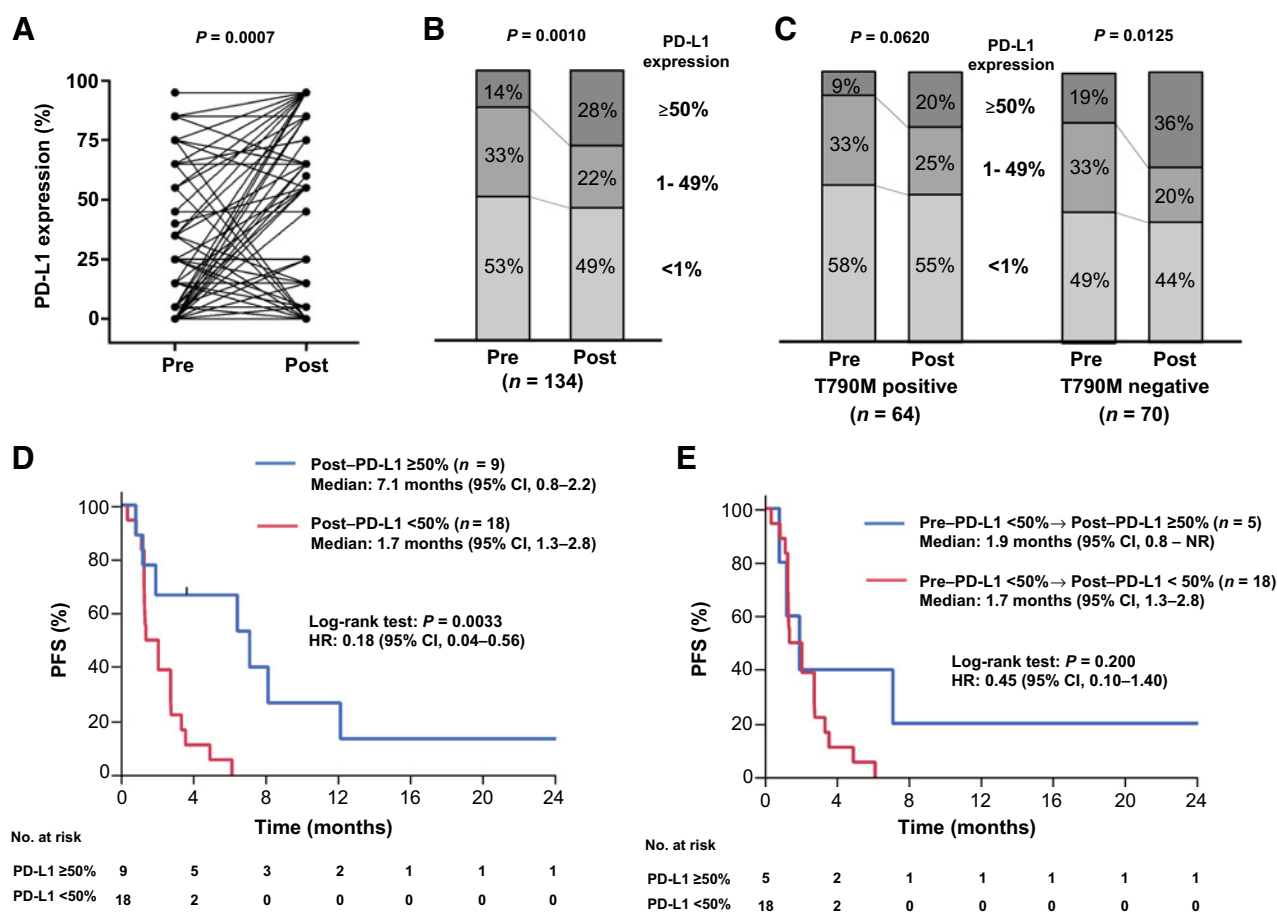 A
P = 0.0007
PD-L1 expression (%)
100
75
50
25
0
Pre
Post
B
P = 0.0010
PD-L1
expression
14%
28%
≥50%
33%
22%
1- 49%
53%
49%
<1%
Pre
Post
(n = 134)
C
P = 0.0620
PD-L1
expression
P = 0.0125
9%
20%
≥50%
19%
36%
33%
25%
1- 49%
33%
20%
58%
55%
<1%
49%
44%
Pre
Post
Pre
Post
T790M positive
T790M negative
(n = 64)
(n = 70)
D
Post–PD-L1 ≥50% (n = 9)
Median: 7.1 months (95% CI, 0.8–2.2)
Post–PD-L1 <50% (n = 18)
Median: 1.7 months (95% CI, 1.3–2.8)
Log-rank test: P = 0.0033
HR: 0.18 (95% CI, 0.04–0.56)
PFS (%)
100
80
60
40
20
0
0 4 8 12 16 20 24
Time (months)
No. at risk
PD-L1 ≥50% 9 5 3 2 1 1 1
PD-L1 <50% 18 2 0 0 0 0 0
E
Pre–PD-L1 <50%→ Post–PD-L1 ≥50% (n = 5)
Median: 1.9 months (95% CI, 0.8 – NR)
Pre–PD-L1 <50%→ Post–PD-L1 < 50% (n = 18)
Median: 1.7 months (95% CI, 1.3–2.8)
Log-rank test: P = 0.200
HR: 0.45 (95% CI, 0.10–1.40)
PFS (%)
100
80
60
40
20
0
0 4 8 12 16 20 24
Time (months)
No. at risk
PD-L1 ≥50% 5 2 1 1 1 1 1
PD-L1 <50% 18 2 0 0 0 0 0